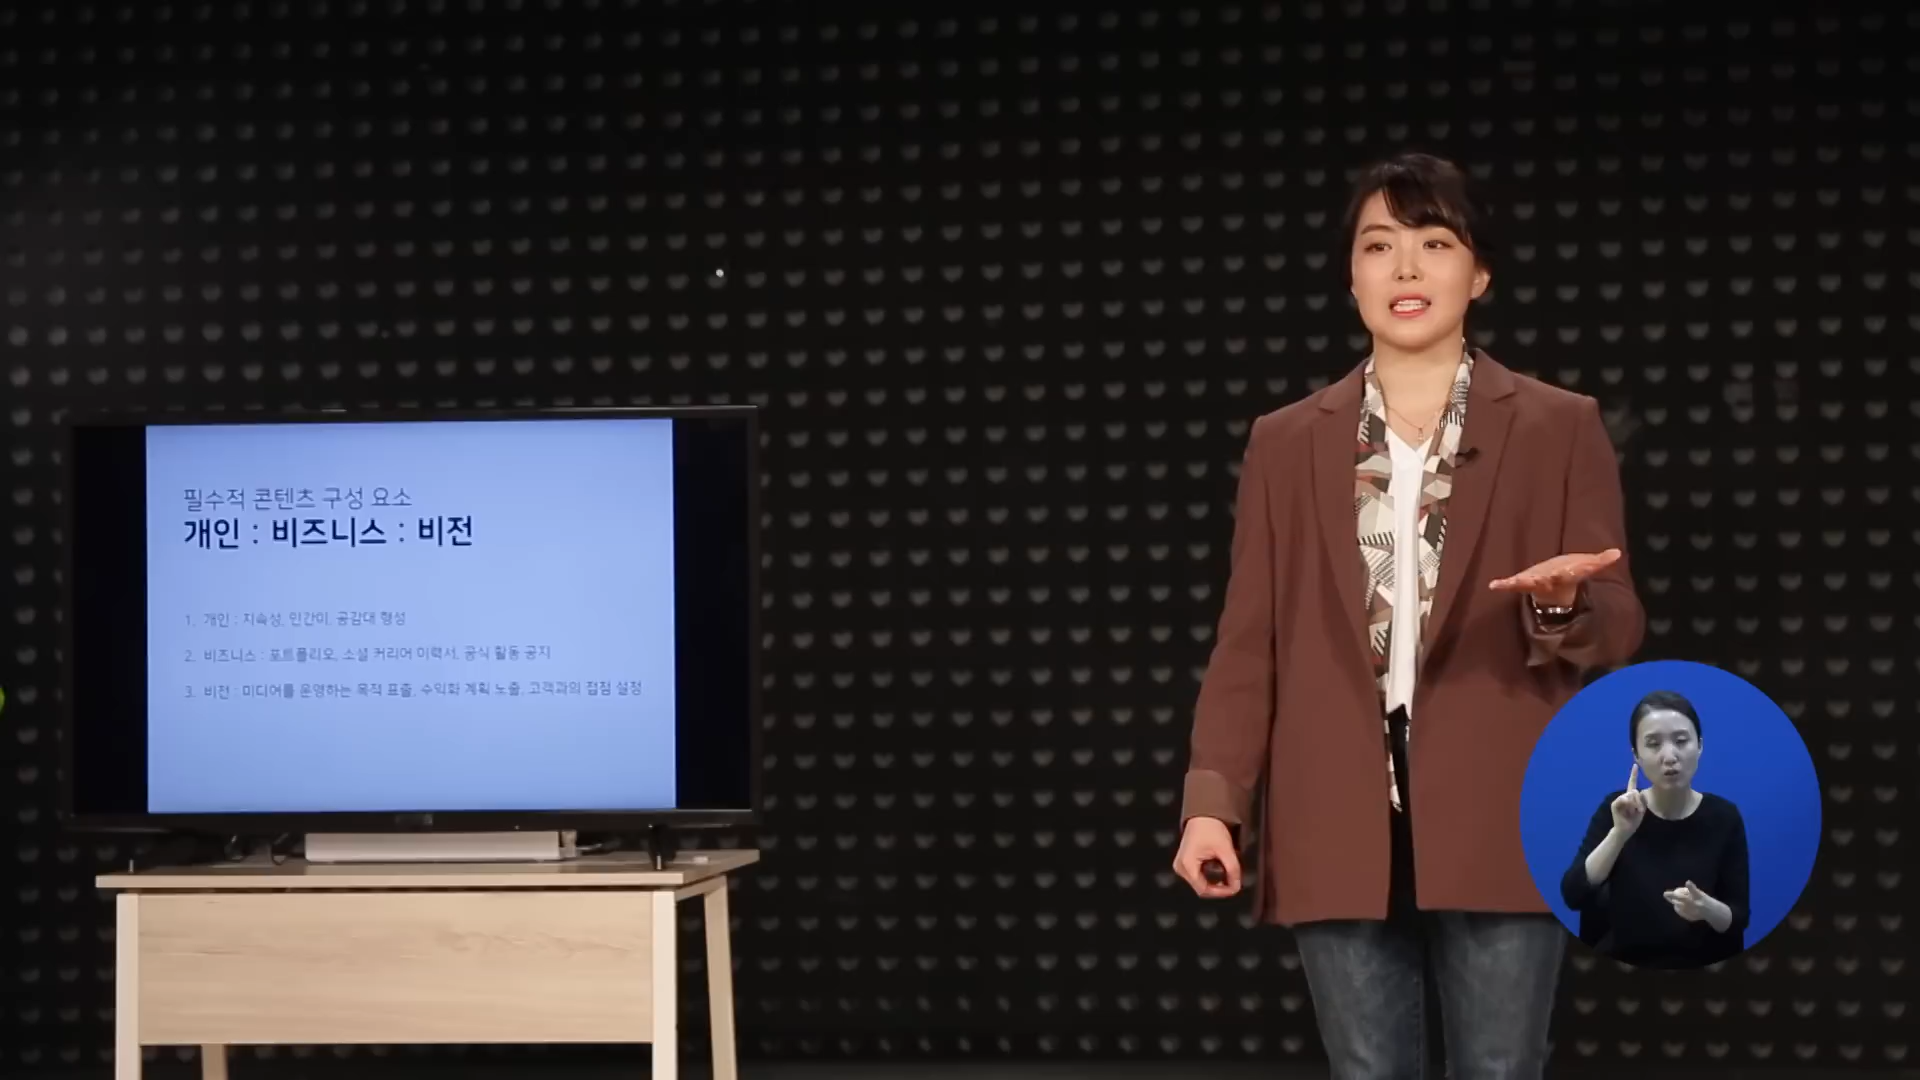 필수적 콘텐츠 구성 요소
개인 : 비즈니스 : 비전
1. 개인 : 지속성, 인간미, 공감대 형성
2. 비즈니스 : 포트폴리오, 소셜 커리어 이력서, 공식 활동 공지
3. 비전 : 미디어를 운영하는 목적 표출, 수익화 계획 노출, 고객과의 접점 설정